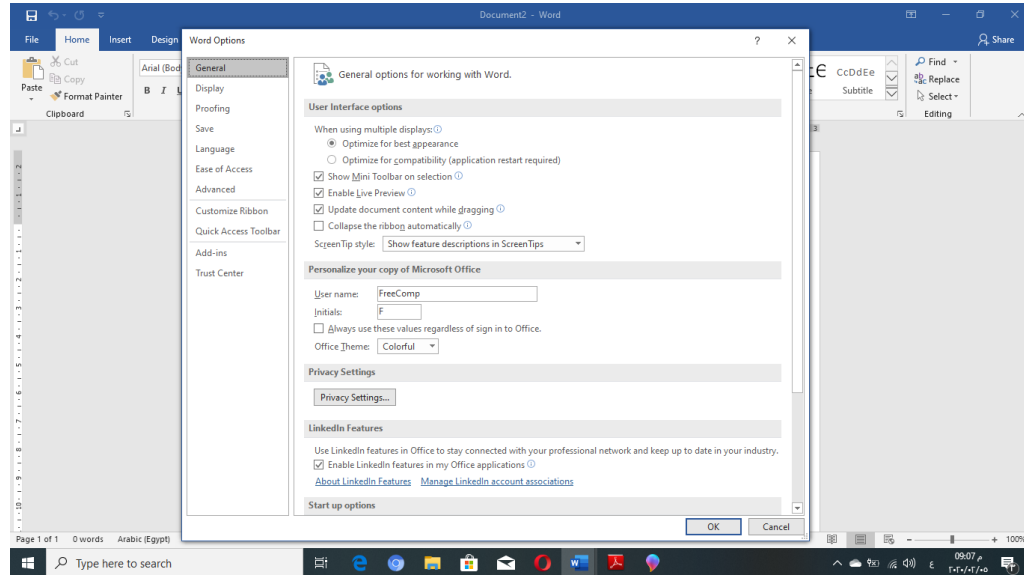 Document2 - Word
File Home Insert Design
Share
Cut
Copy
Format Painter
Paste
Clipboard
Arial (Bod
B I U
CcDdEe
Subtitle
Find
Replace
Select
Editing
Word Options
General
Display
Proofing
Save
Language
Ease of Access
Advanced
Customize Ribbon
Quick Access Toolbar
Add-ins
Trust Center
General options for working with Word.
User Interface options
When using multiple displays:
Optimize for best appearance
Optimize for compatibility (application restart required)
Show Mini Toolbar on selection
Enable Live Preview
Update document content while dragging
Collapse the ribbon automatically
ScreenTip style: Show feature descriptions in ScreenTips
Personalize your copy of Microsoft Office
User name: FreeComp
Initials: F
Always use these values regardless of sign in to Office.
Office Theme: Colorful
Privacy Settings
Privacy Settings...
LinkedIn Features
Use LinkedIn features in Office to stay connected with your professional network and keep up to date in your industry.
Enable LinkedIn features in my Office applications
About LinkedIn Features Manage LinkedIn account associations
Start up options
OK Cancel
Page 1 of 1 0 words Arabic (Egypt)
100%
Type here to search
ع
09:07 م